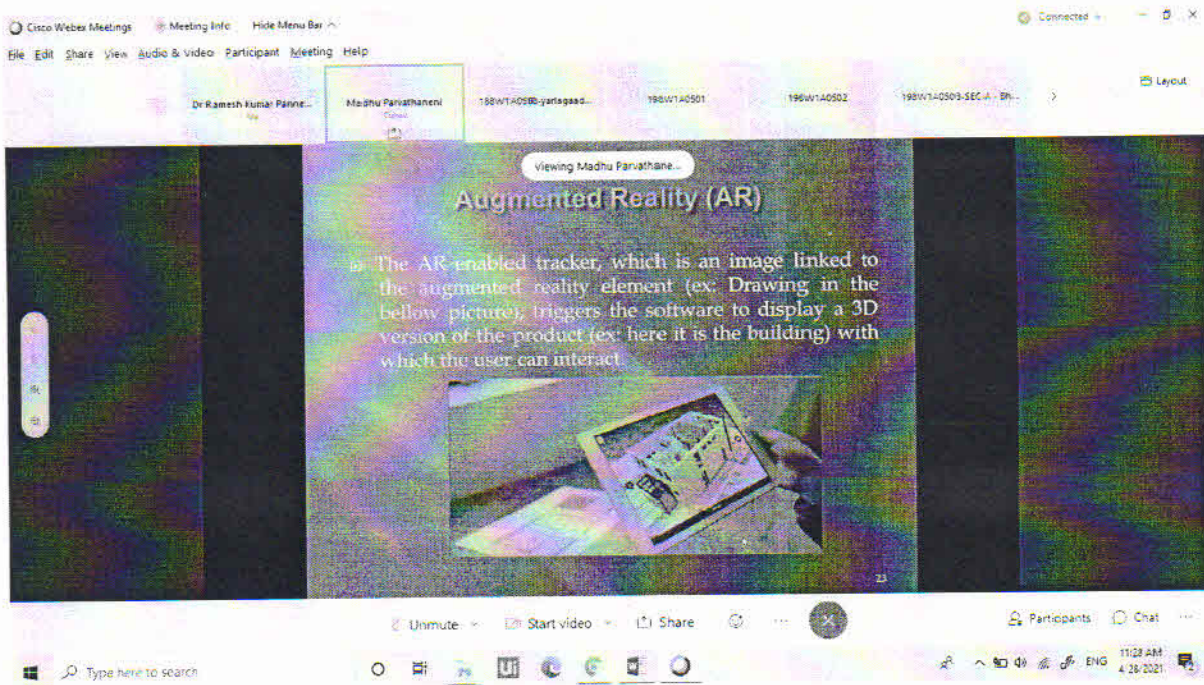 Cisco Webex Meetings Meeting Info Hide Menu Bar
Connected
File Edit Share View Audio & Video Participant Meeting Help
Layout
Dr Ramesh Kumar Panne... Madhu Parvathaneni 198W1A0501 198W1A0502
Viewing Madhu Parvathane...
Augmented Reality (AR)
The AR-enabled tracker, which is an image linked to
the augmented reality element (ex: Drawing in the
bellow picture), triggers the software to display a 3D
version of the product (ex: here it is the building) with
which the user can interact
23
Unmute Start video Share
Participants Chat
Type here to search
ENG
11:28 AM
4/28/2021